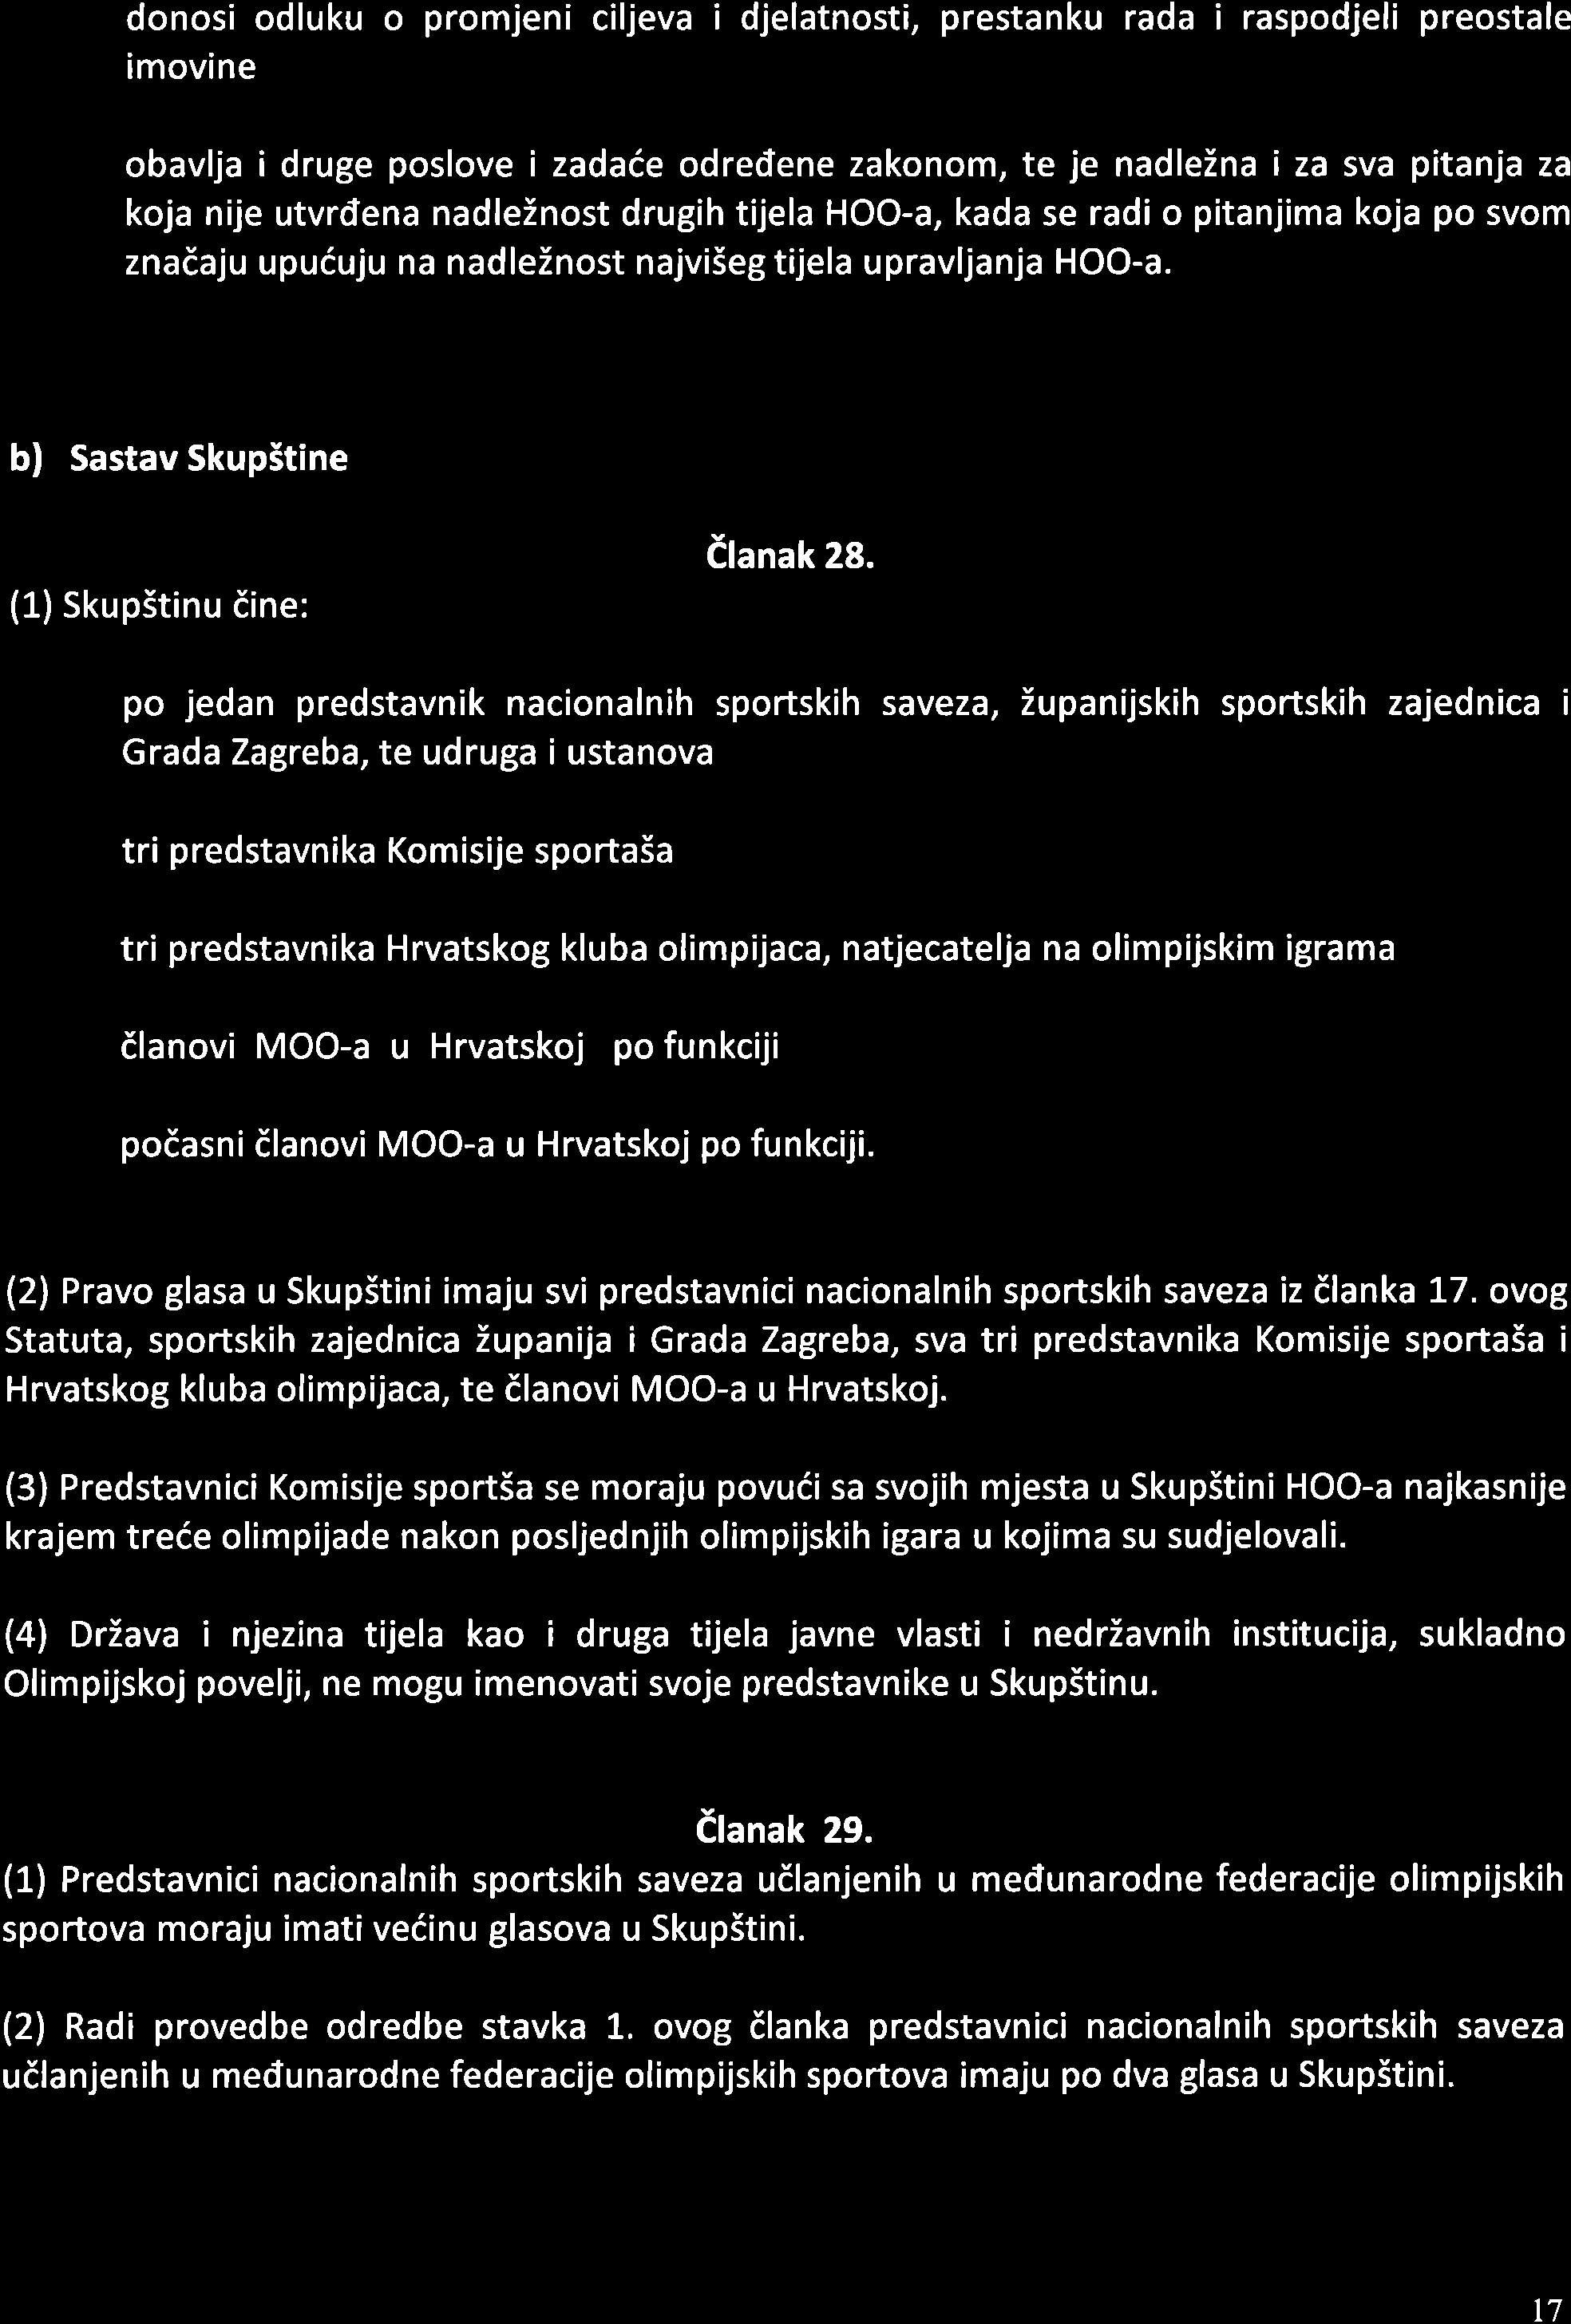 donosi odluku o promjeni ciljeva i djelatnosti, prestanku rada i raspodjeli preostale
imovine
obavlja i druge poslove i zadaće određene zakonom, te je nadležna i za sva pitanja za
koja nije utvrđena nadležnost drugih tijela HOO-a, kada se radi o pitanjima koja po svom
značaju upućuju na nadležnost najvišeg tijela upravljanja HOO-a.
b) Sastav Skupštine
Članak 28.
(1) Skupštinu čine:
po jedan predstavnik nacionalnih sportskih saveza, županijskih sportskih zajednica i
Grada Zagreba, te udruga i ustanova
tri predstavnika Komisije sportaša
tri predstavnika Hrvatskog kluba olimpijaca, natjecatelja na olimpijskim igrama
članovi MOO-a u Hrvatskoj po funkciji
počasni članovi MOO-a u Hrvatskoj po funkciji.
(2) Pravo glasa u Skupštini imaju svi predstavnici nacionalnih sportskih saveza iz članka 17. ovog
Statuta, sportskih zajednica županija i Grada Zagreba, sva tri predstavnika Komisije sportaša i
Hrvatskog kluba olimpijaca, te članovi MOO-a u Hrvatskoj.
(3) Predstavnici Komisije sportša se moraju povući sa svojih mjesta u Skupštini HOO-a najkasnije
krajem treće olimpijade nakon posljednjih olimpijskih igara u kojima su sudjelovali.
(4) Država i njezina tijela kao i druga tijela javne vlasti i nedržavnih institucija, sukladno
Olimpijskoj povelji, ne mogu imenovati svoje predstavnike u Skupštinu.
Članak 29.
(1) Predstavnici nacionalnih sportskih saveza učlanjenih u međunarodne federacije olimpijskih
sportova moraju imati većinu glasova u Skupštini.
(2) Radi provedbe odredbe stavka 1. ovog članka predstavnici nacionalnih sportskih saveza
učlanjenih u međunarodne federacije olimpijskih sportova imaju po dva glasa u Skupštini.
17